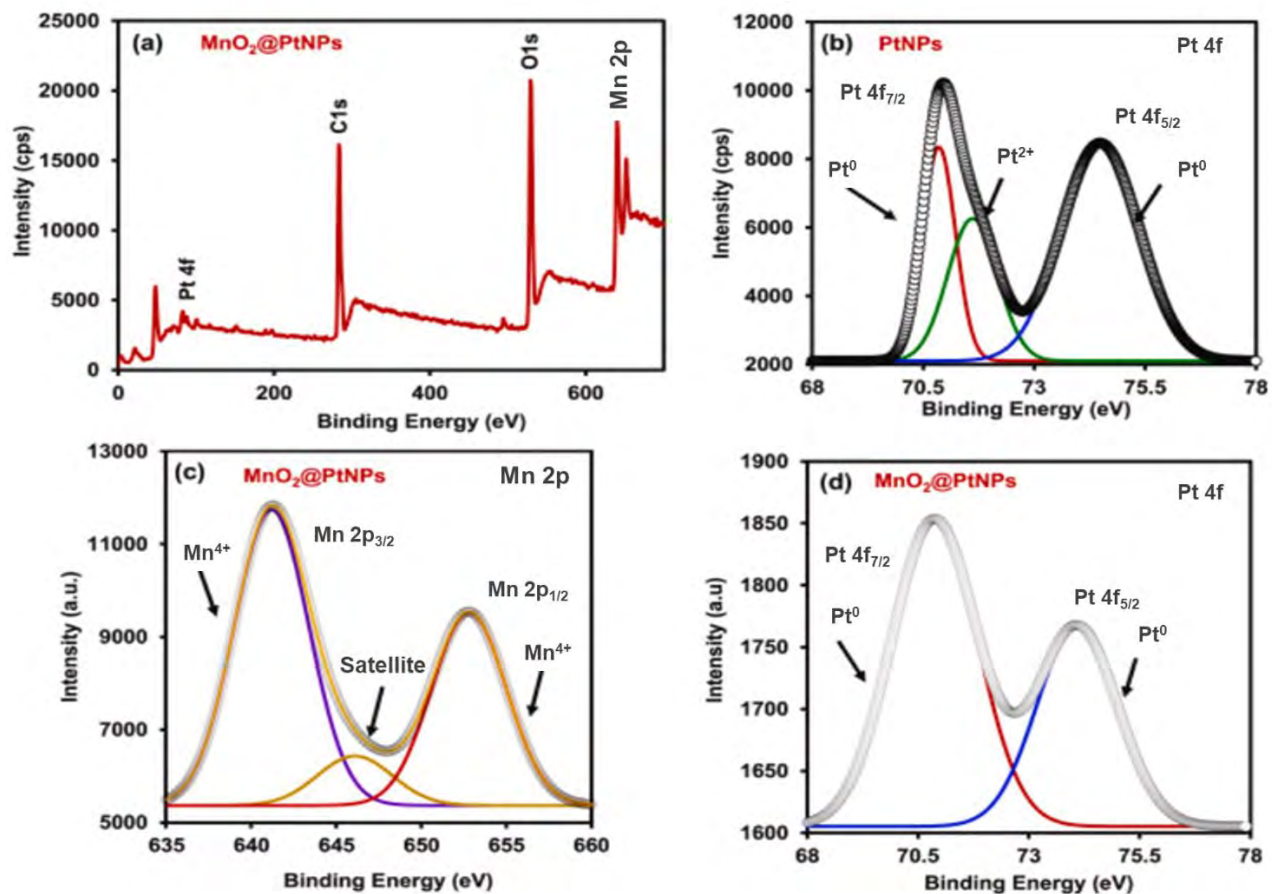 (a)
MnO₂@PtNPs
Pt 4f
C1s
O1s
Mn 2p
Intensity (cps)
25000
20000
15000
10000
5000
0
0 200 400 600
Binding Energy (eV)
(b)
PtNPs
Pt 4f
Pt 4f₇/₂
Pt 4f₅/₂
Pt⁰
Pt²⁺
Pt⁰
Intensity (cps)
12000
10000
8000
6000
4000
2000
68 70.5 73 75.5 78
Binding Energy (eV)
(c)
MnO₂@PtNPs
Mn 2p
Mn 2p₃/₂
Mn⁴⁺
Mn 2p₁/₂
Satellite
Mn⁴⁺
Intensity (a.u.)
13000
11000
9000
7000
5000
635 640 645 650 655 660
Binding Energy (eV)
(d)
MnO₂@PtNPs
Pt 4f
Pt 4f₇/₂
Pt 4f₅/₂
Pt⁰
Pt⁰
Intensity (a.u)
1900
1850
1800
1750
1700
1650
1600
68 70.5 73 75.5 78
Binding Energy (eV)